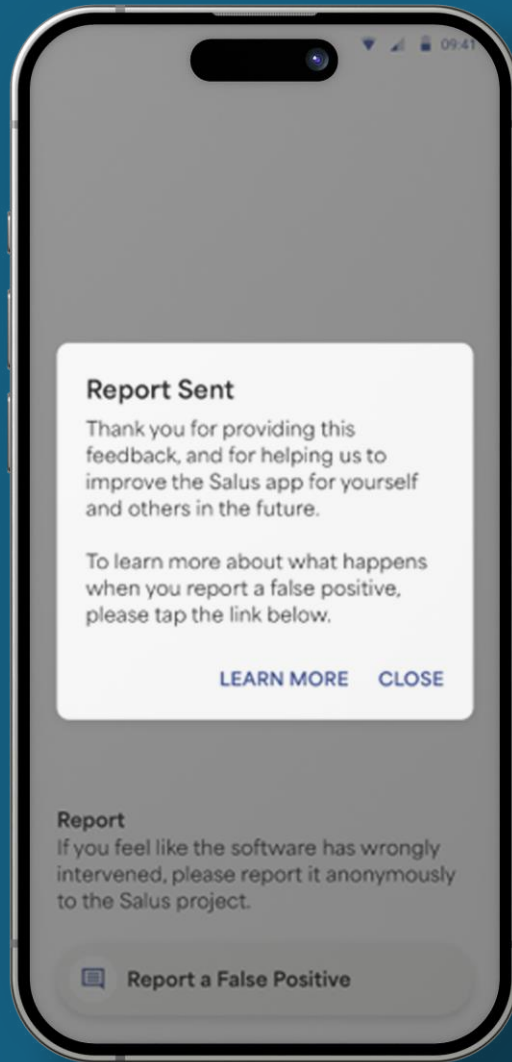 09:41
Report Sent
Thank you for providing this
feedback, and for helping us to
improve the Salus app for yourself
and others in the future.
To learn more about what happens
when you report a false positive,
please tap the link below.
LEARN MORE CLOSE
Report
If you feel like the software has wrongly
intervened, please report it anonymously
to the Salus project.
Report a False Positive